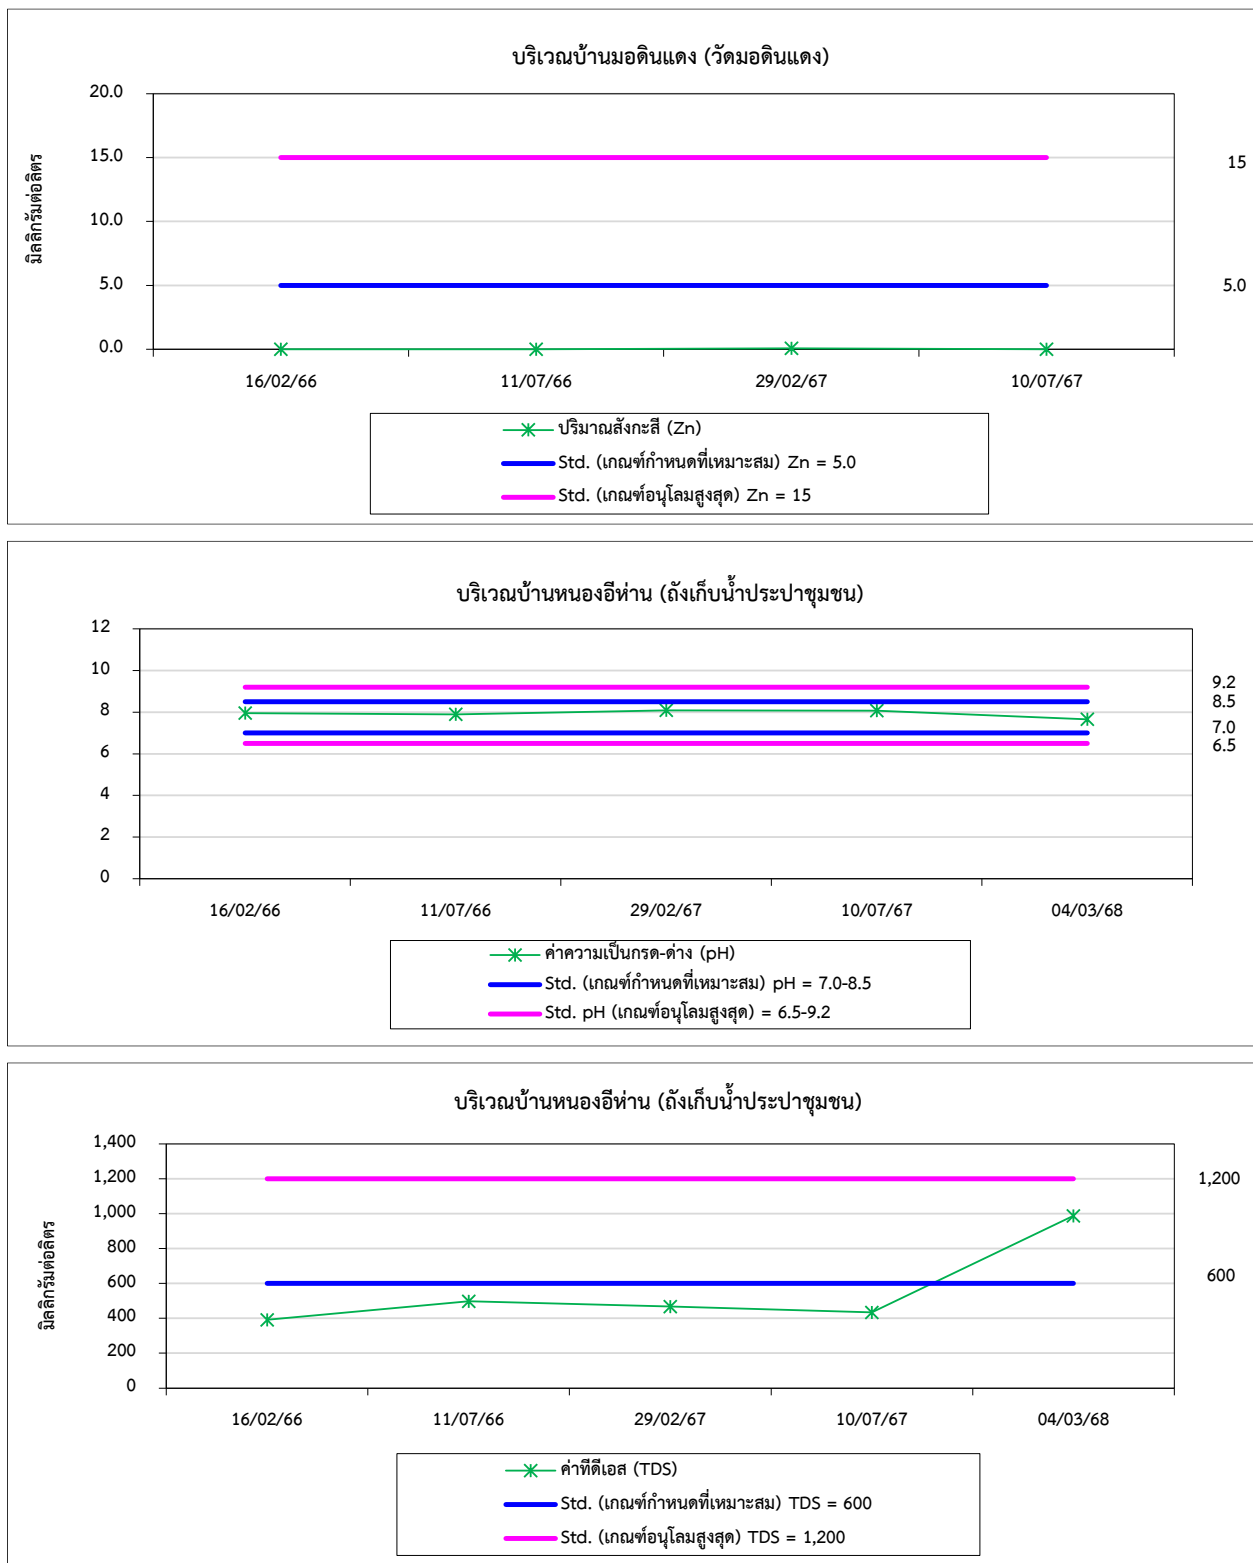 บริเวณบ้านมอดินแดง (วัดมอดินแดง)
มิลลิกรัมต่อลิตร
20.0
15.0
10.0
5.0
0.0
15
5.0
16/02/66 11/07/66 29/02/67 10/07/67
ปริมาณสังกะสี (Zn)
Std. (เกณฑ์กำหนดที่เหมาะสม) Zn = 5.0
Std. (เกณฑ์อนุโลมสูงสุด) Zn = 15
บริเวณบ้านหนองอีห่าน (ถังเก็บน้ำประปาชุมชน)
12
10
8
6
4
2
0
9.2
8.5
7.0
6.5
16/02/66 11/07/66 29/02/67 10/07/67 04/03/68
ค่าความเป็นกรด-ด่าง (pH)
Std. (เกณฑ์กำหนดที่เหมาะสม) pH = 7.0-8.5
Std. pH (เกณฑ์อนุโลมสูงสุด) = 6.5-9.2
บริเวณบ้านหนองอีห่าน (ถังเก็บน้ำประปาชุมชน)
มิลลิกรัมต่อลิตร
1,400
1,200
1,000
800
600
400
200
0
1,200
600
16/02/66 11/07/66 29/02/67 10/07/67 04/03/68
ค่าทีดีเอส (TDS)
Std. (เกณฑ์กำหนดที่เหมาะสม) TDS = 600
Std. (เกณฑ์อนุโลมสูงสุด) TDS = 1,200